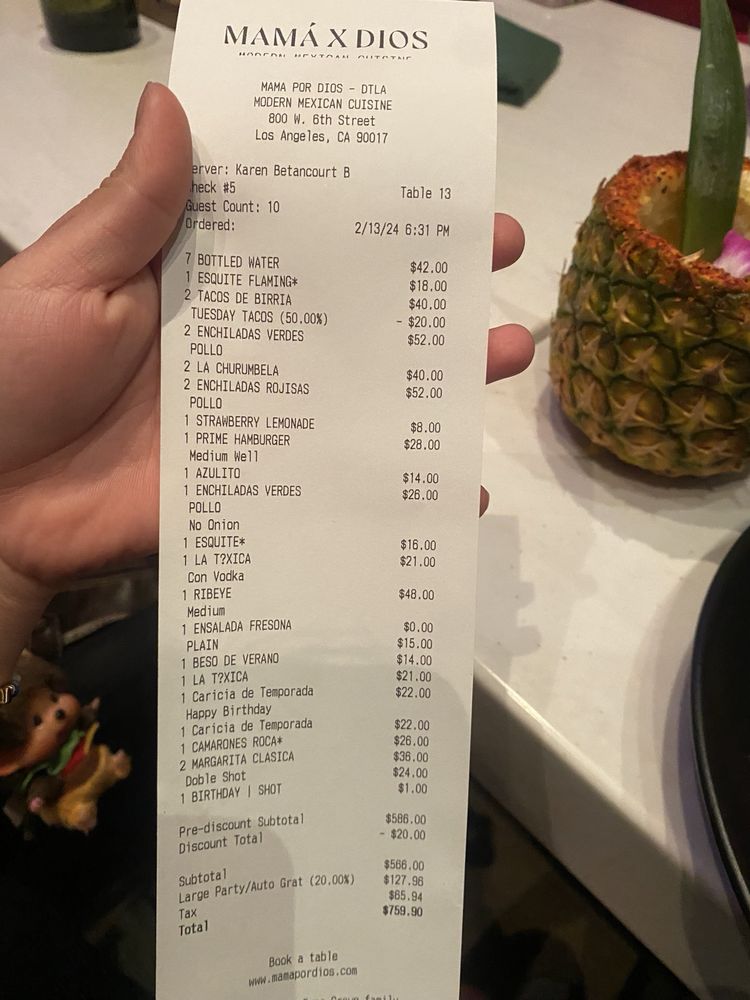 MAMÁ X DIOS
MODERN MEXICAN CUISINE
MAMA POR DIOS - DTLA
MODERN MEXICAN CUISINE
800 W. 6th Street
Los Angeles, CA 90017
erver: Karen Betancourt B
heck #5 Table 13
Guest Count: 10
Ordered: 2/13/24 6:31 PM
7 BOTTLED WATER $42.00
1 ESQUITE FLAMING* $18.00
2 TACOS DE BIRRIA $40.00
TUESDAY TACOS (50.00%) - $20.00
2 ENCHILADAS VERDES $52.00
POLLO
2 LA CHURUMBELA $40.00
2 ENCHILADAS ROJISAS $52.00
POLLO
1 STRAWBERRY LEMONADE $8.00
1 PRIME HAMBURGER $28.00
Medium Well
1 AZULITO $14.00
1 ENCHILADAS VERDES $26.00
POLLO
No Onion
1 ESQUITE* $16.00
1 LA T?XICA $21.00
Con Vodka
1 RIBEYE $48.00
Medium
1 ENSALADA FRESONA $0.00
PLAIN $15.00
1 BESO DE VERANO $14.00
1 LA T?XICA $21.00
1 Caricia de Temporada $22.00
Happy Birthday
1 Caricia de Temporada $22.00
1 CAMARONES ROCA* $26.00
2 MARGARITA CLASICA $36.00
Doble Shot $24.00
1 BIRTHDAY | SHOT $1.00
Pre-discount Subtotal $586.00
Discount Total - $20.00
Subtotal $566.00
Large Party/Auto Grat (20.00%) $127.96
Tax $65.94
Total $759.90
Book a table
www.mamapordios.com
Group family